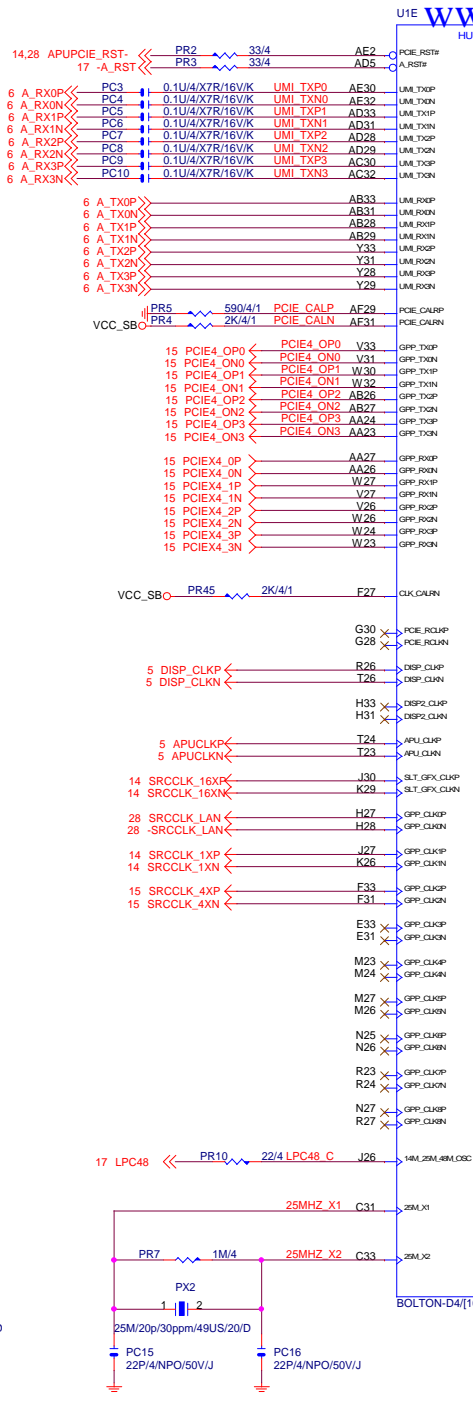 U1E WW
HU
14,28 APUPCIE_RST- PR2 33/4 AE2 PCIE_RST#
17 -A_RST PR3 33/4 AD5 A_RST#
6 A_RX0P PC3 0.1U/4/X7R/16V/K UMI_TXP0 AE30 UMI_TX0P
6 A_RX0N PC4 0.1U/4/X7R/16V/K UMI_TXN0 AE32 UMI_TX0N
6 A_RX1P PC5 0.1U/4/X7R/16V/K UMI_TXP1 AD33 UMI_TX1P
6 A_RX1N PC6 0.1U/4/X7R/16V/K UMI_TXN1 AD31 UMI_TX1N
6 A_RX2P PC7 0.1U/4/X7R/16V/K UMI_TXP2 AD28 UMI_TX2P
6 A_RX2N PC8 0.1U/4/X7R/16V/K UMI_TXN2 AD29 UMI_TX2N
6 A_RX3P PC9 0.1U/4/X7R/16V/K UMI_TXP3 AC30 UMI_TX3P
6 A_RX3N PC10 0.1U/4/X7R/16V/K UMI_TXN3 AC32 UMI_TX3N
6 A_TX0P AB33 UMI_RX0P
6 A_TX0N AB31 UMI_RX0N
6 A_TX1P AB28 UMI_RX1P
6 A_TX1N AB29 UMI_RX1N
6 A_TX2P Y33 UMI_RX2P
6 A_TX2N Y31 UMI_RX2N
6 A_TX3P Y28 UMI_RX3P
6 A_TX3N Y29 UMI_RX3N
PR5 590/4/1 PCIE_CALP AF29 PCIE_CALRP
VCC_SB PR4 2K/4/1 PCIE_CALN AF31 PCIE_CALRN
15 PCIE4_OP0 PCIE4_OP0 V33 GPP_TX0P
15 PCIE4_ON0 PCIE4_ON0 V31 GPP_TX0N
15 PCIE4_OP1 PCIE4_OP1 W30 GPP_TX1P
15 PCIE4_ON1 PCIE4_ON1 W32 GPP_TX1N
15 PCIE4_OP2 PCIE4_OP2 AB26 GPP_TX2P
15 PCIE4_ON2 PCIE4_ON2 AB27 GPP_TX2N
15 PCIE4_OP3 PCIE4_OP3 AA24 GPP_TX3P
15 PCIE4_ON3 PCIE4_ON3 AA23 GPP_TX3N
15 PCIEX4_0P AA27 GPP_RX0P
15 PCIEX4_0N AA26 GPP_RX0N
15 PCIEX4_1P W27 GPP_RX1P
15 PCIEX4_1N V27 GPP_RX1N
15 PCIEX4_2P V26 GPP_RX2P
15 PCIEX4_2N W26 GPP_RX2N
15 PCIEX4_3P W24 GPP_RX3P
15 PCIEX4_3N W23 GPP_RX3N
VCC_SB PR45 2K/4/1 F27 CLK_CALRN
G30 PCIE_RCLKP
G28 PCIE_RCLKN
5 DISP_CLKP R26 DISP_CLKP
5 DISP_CLKN T26 DISP_CLKN
H33 DISP2_CLKP
H31 DISP2_CLKN
5 APUCLKP T24 APU_CLKP
5 APUCLKN T23 APU_CLKN
14 SRCCLK_16XP J30 SLT_GFX_CLKP
14 SRCCLK_16XN K29 SLT_GFX_CLKN
28 SRCCLK_LAN H27 GPP_CLK0P
28 -SRCCLK_LAN H28 GPP_CLK0N
14 SRCCLK_1XP J27 GPP_CLK1P
14 SRCCLK_1XN K26 GPP_CLK1N
15 SRCCLK_4XP F33 GPP_CLK2P
15 SRCCLK_4XN F31 GPP_CLK2N
E33 GPP_CLK3P
E31 GPP_CLK3N
M23 GPP_CLK4P
M24 GPP_CLK4N
M27 GPP_CLK5P
M26 GPP_CLK5N
N25 GPP_CLK6P
N26 GPP_CLK6N
R23 GPP_CLK7P
R24 GPP_CLK7N
N27 GPP_CLK8P
R27 GPP_CLK8N
17 LPC48 PR10 22/4 LPC48_C J26 14M_25M_48M_OSC
25MHZ_X1 C31 25M_X1
PR7 1M/4 25MHZ_X2 C33 25M_X2
PX2
1 2
25M/20p/30ppm/49US/20/D
BOLTON-D4/[1
PC15 PC16
22P/4/NPO/50V/J 22P/4/NPO/50V/J